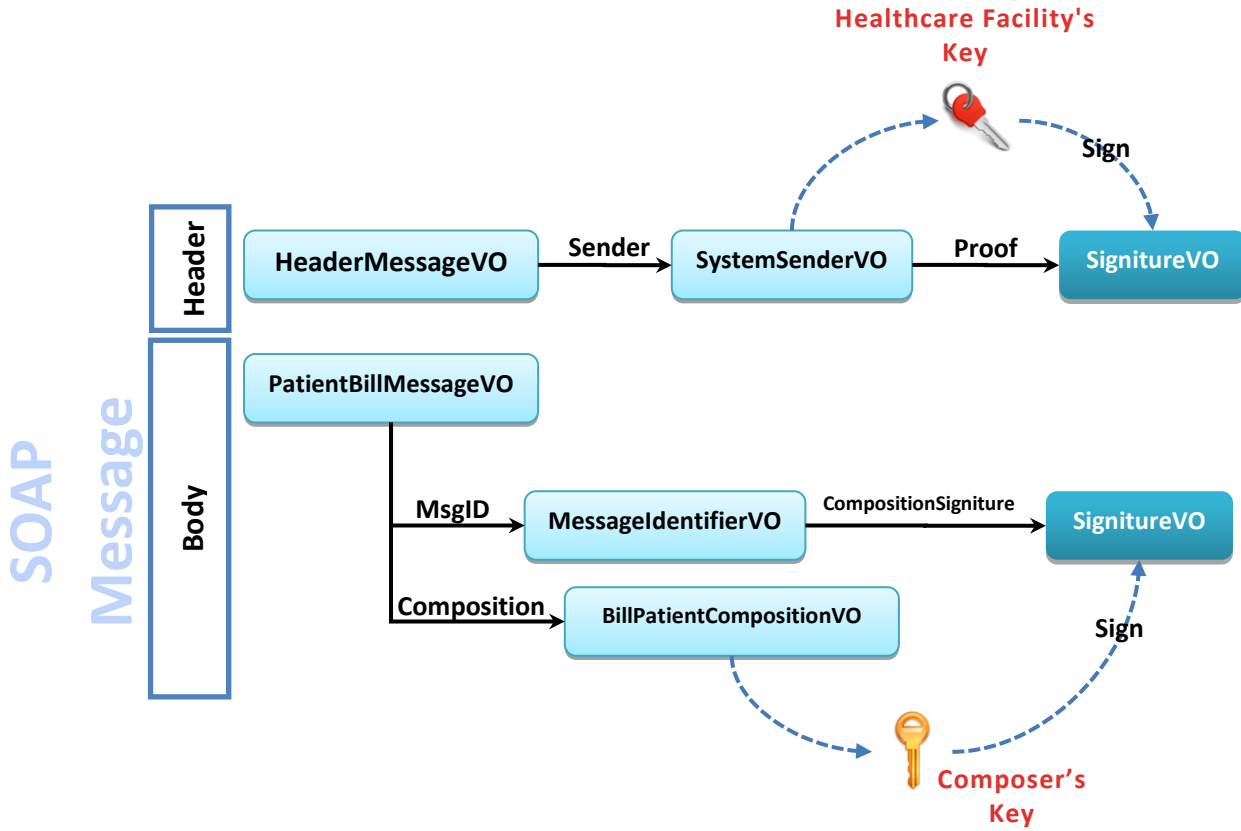 Healthcare Facility's
Key
Sign
Header
HeaderMessageVO
Sender
SystemSenderVO
Proof
SignitureVO
SOAP
Message
Body
PatientBillMessageVO
MsgID
MessageIdentifierVO
CompositionSigniture
SignitureVO
Composition
BillPatientCompositionVO
Sign
Composer’s
Key